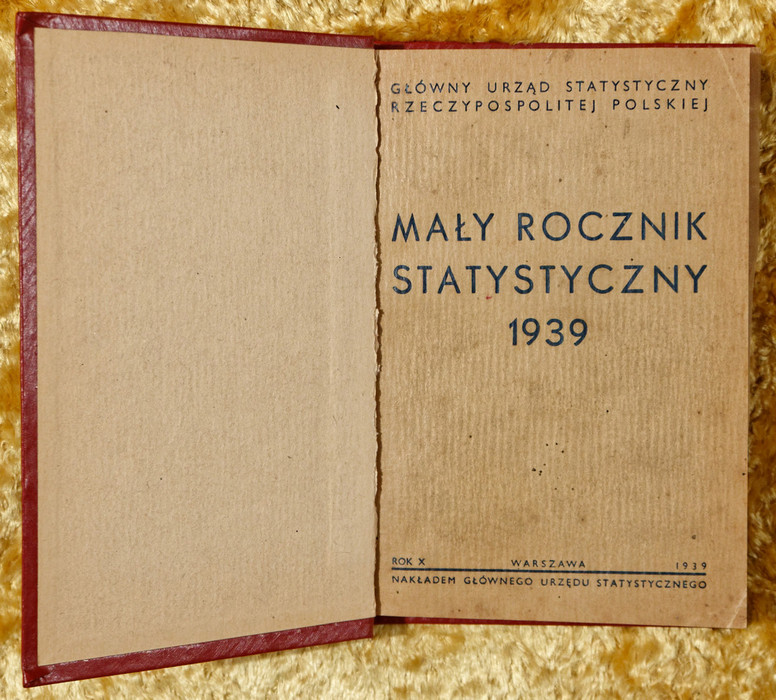 GŁÓWNY URZĄD STATYSTYCZNY
RZECZYPOSPOLITEJ POLSKIEJ
MAŁY ROCZNIK
STATYSTYCZNY
1939
ROK X WARSZAWA 1939
NAKŁADEM GŁÓWNEGO URZĘDU STATYSTYCZNEGO